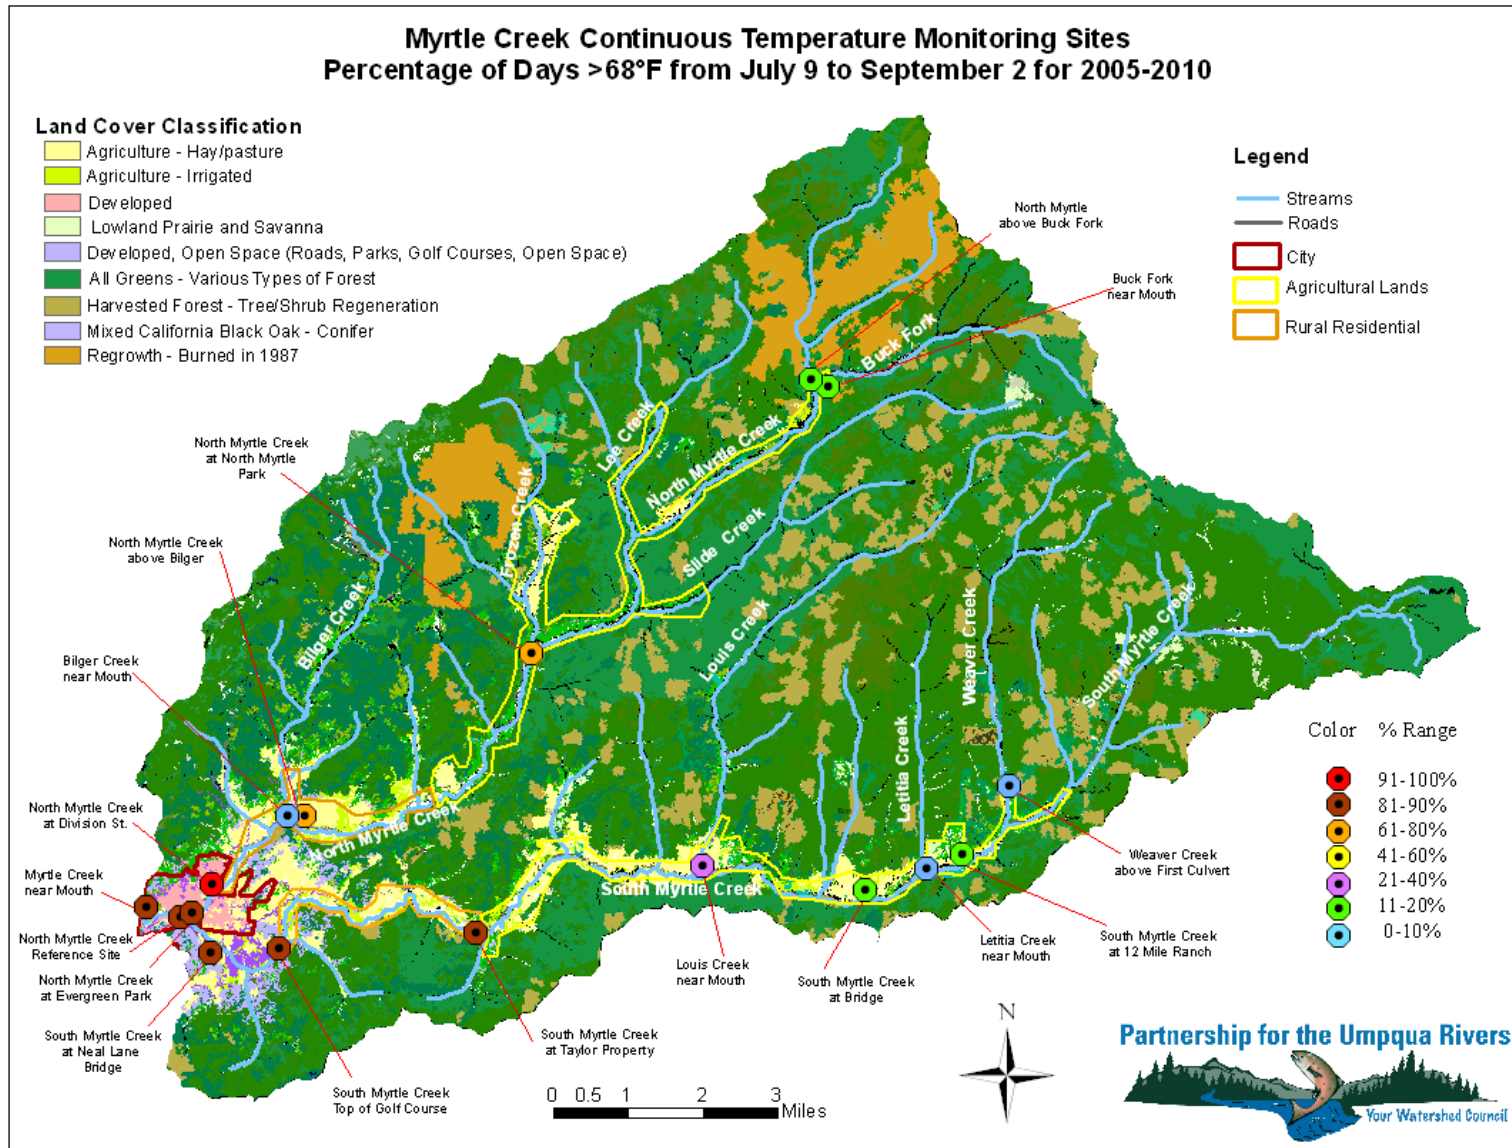 Myrtle Creek Continuous Temperature Monitoring Sites
Percentage of Days >68°F from July 9 to September 2 for 2005-2010
Land Cover Classification
Agriculture - Hay/pasture
Agriculture - Irrigated
Developed
Lowland Prairie and Savanna
Developed, Open Space (Roads, Parks, Golf Courses, Open Space)
All Greens - Various Types of Forest
Harvested Forest - Tree/Shrub Regeneration
Mixed California Black Oak - Conifer
Regrowth - Burned in 1987
Legend
Streams
Roads
City
Agricultural Lands
Rural Residential
North Myrtle
above Buck Fork
Buck Fork
near Mouth
Buck Fork
North Myrtle Creek
at North Myrtle
Park
Lee Creek
North Myrtle Creek
Frozen Creek
Slide Creek
North Myrtle Creek
above Bilger
Bilger Creek
Louis Creek
Weaver Creek
South Myrtle Creek
Bilger Creek
near Mouth
Letitia Creek
North Myrtle Creek
at Division St.
North Myrtle Creek
Myrtle Creek
near Mouth
South Myrtle Creek
North Myrtle Creek
Reference Site
North Myrtle Creek
at Evergreen Park
South Myrtle Creek
at Neal Lane
Bridge
South Myrtle Creek
Top of Golf Course
South Myrtle Creek
at Taylor Property
Louis Creek
near Mouth
South Myrtle Creek
at Bridge
Letitia Creek
near Mouth
South Myrtle Creek
at 12 Mile Ranch
Weaver Creek
above First Culvert
Color % Range
91-100%
81-90%
61-80%
41-60%
21-40%
11-20%
0-10%
N
0 0.5 1 2 3
Miles
Partnership for the Umpqua Rivers
Your Watershed Council